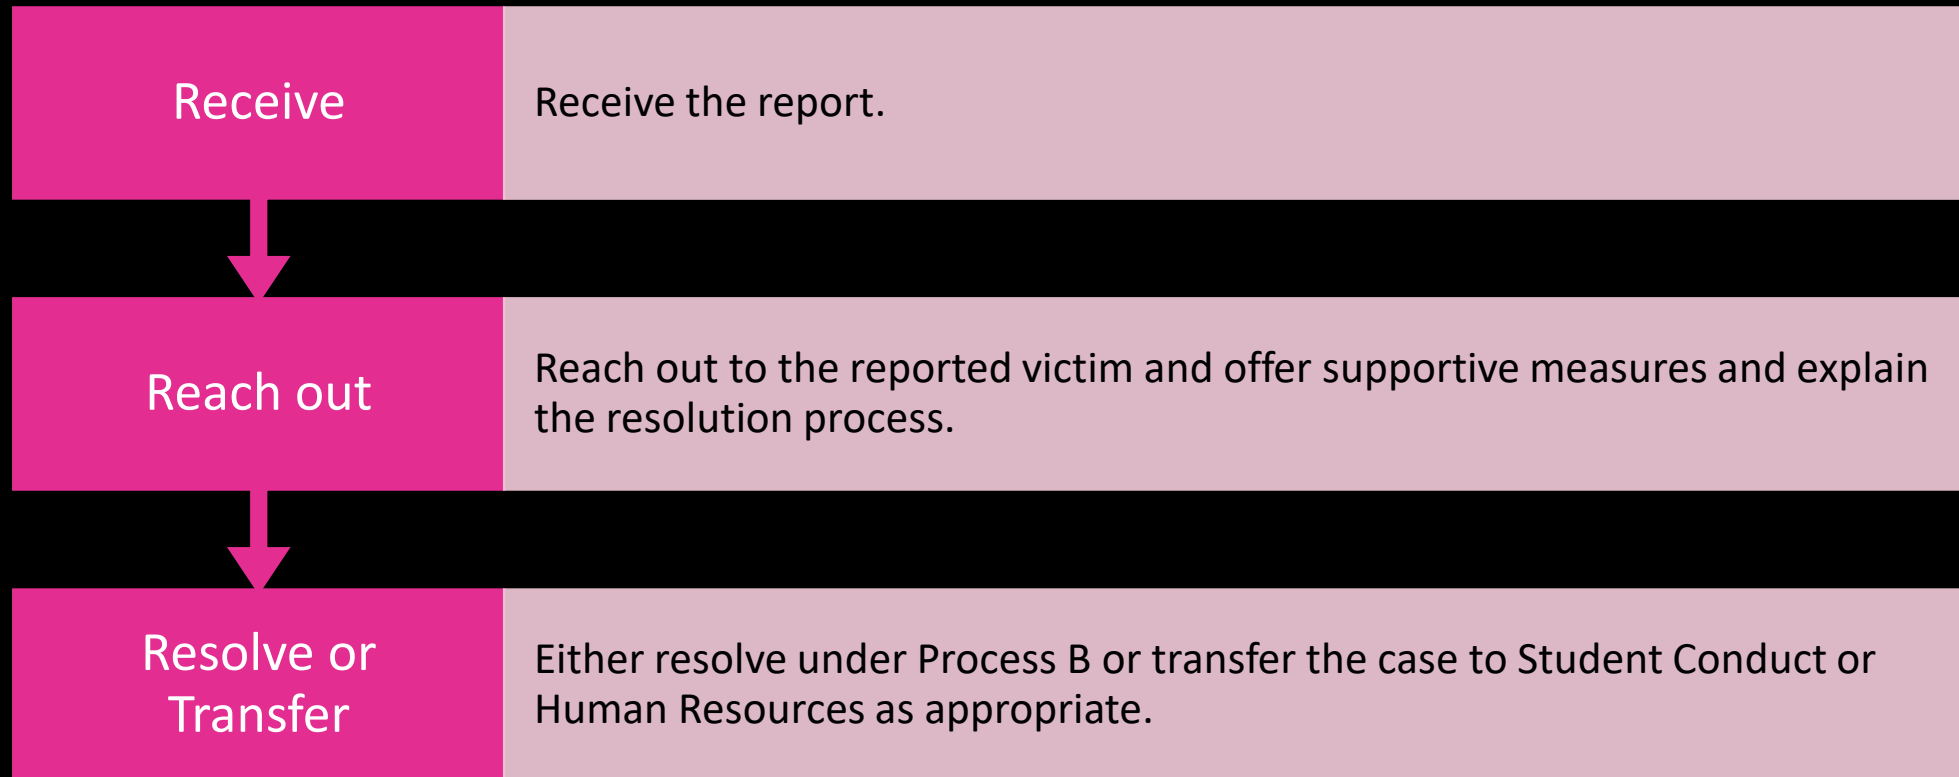 Receive
Receive the report.
Reach out
Reach out to the reported victim and offer supportive measures and explain
the resolution process.
Resolve or
Transfer
Either resolve under Process B or transfer the case to Student Conduct or
Human Resources as appropriate.